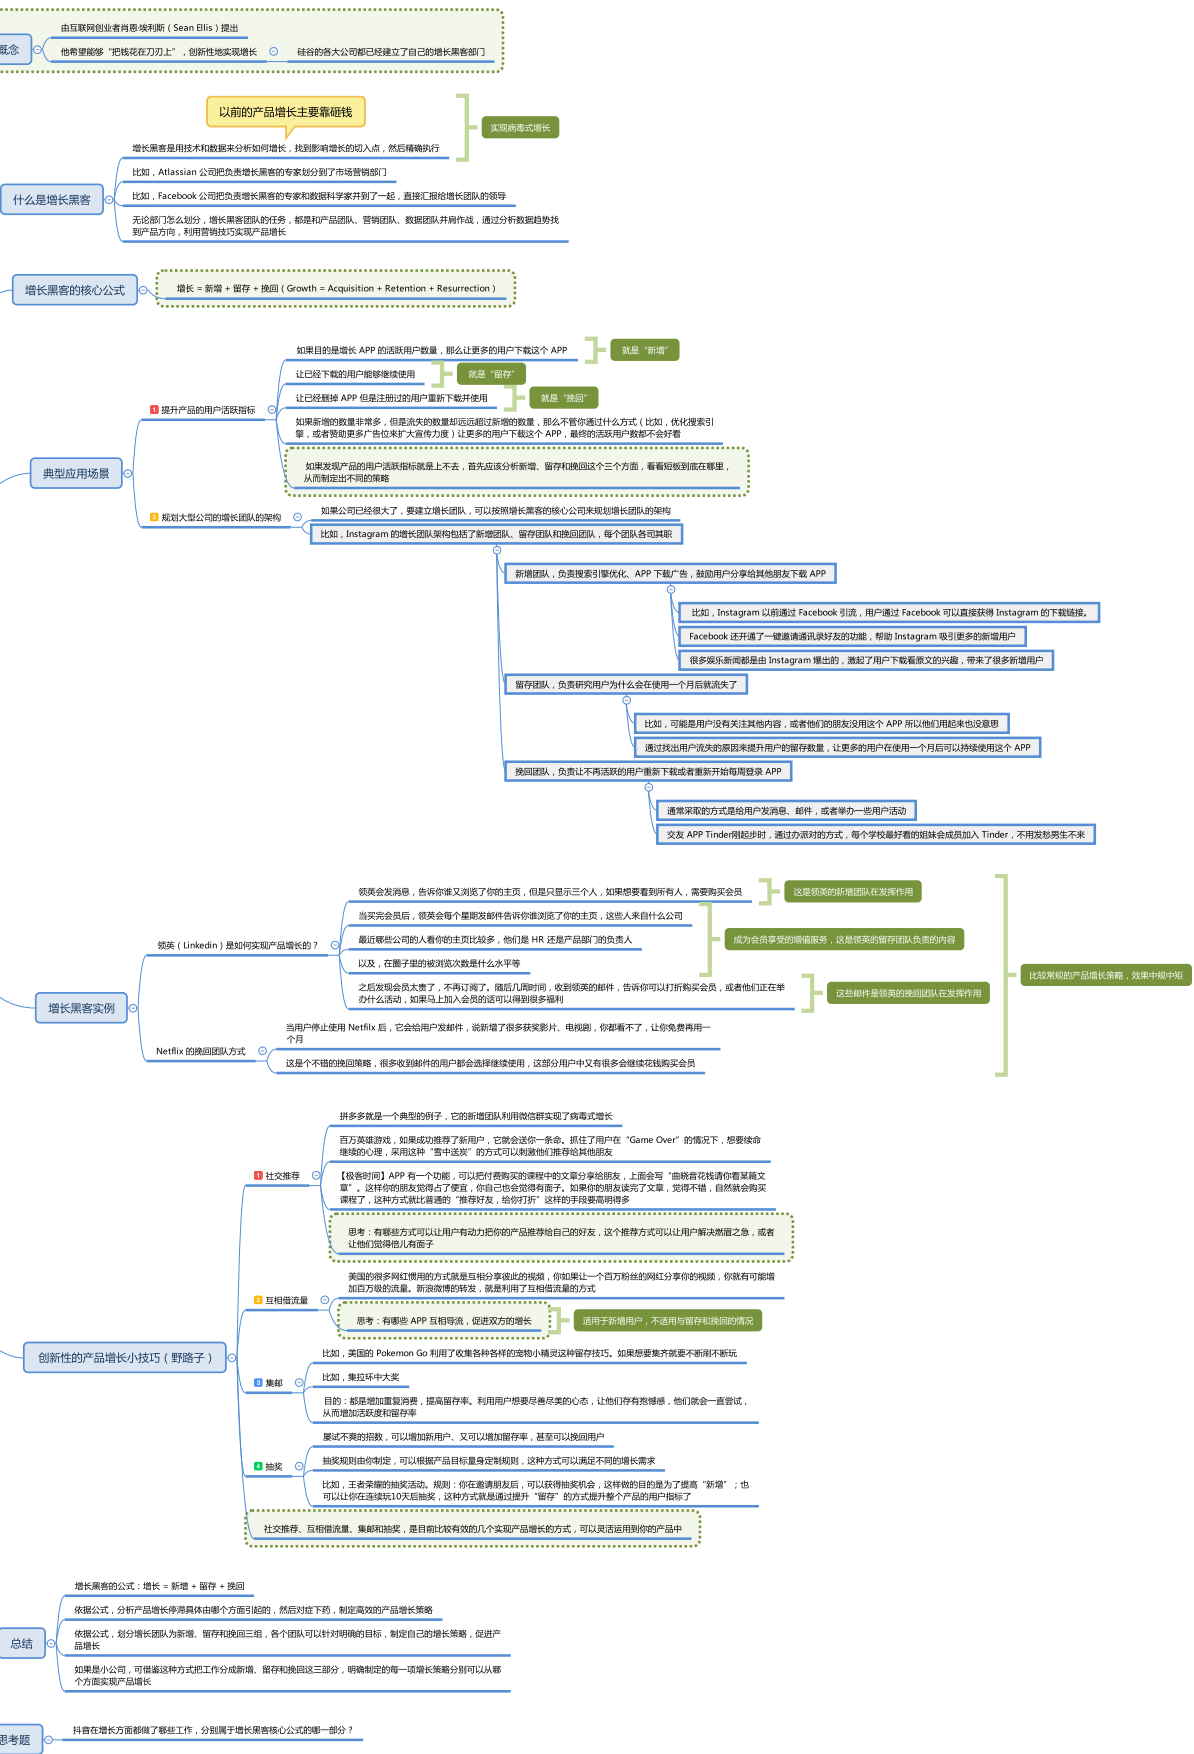 概念
由互联网创业者肖恩·埃利斯（Sean Ellis）提出
他希望能够“把钱花在刀刃上”，创新性地实现增长
硅谷的各大公司都已经建立了自己的增长黑客部门
以前的产品增长主要靠砸钱
实现病毒式增长
增长黑客是用技术和数据来分析如何增长，找到影响增长的切入点，然后精确执行
比如，Atlassian 公司把负责增长黑客的专家划分到了市场营销部门
什么是增长黑客
比如，Facebook 公司把负责增长黑客的专家和数据科学家并到了一起，直接汇报给增长团队的领导
无论部门怎么划分，增长黑客团队的任务，都是和产品团队、营销团队、数据团队并肩作战，通过分析数据趋势找
到产品方向，利用营销技巧实现产品增长
增长黑客的核心公式
增长 = 新增 + 留存 + 挽回（Growth = Acquisition + Retention + Resurrection）
如果目的是增长 APP 的活跃用户数量，那么让更多的用户下载这个 APP
就是“新增”
让已经下载的用户能够继续使用
就是“留存”
让已经删掉 APP 但是注册过的用户重新下载并使用
就是“挽回”
1 提升产品的用户活跃指标
如果新增的数量非常多，但是流失的数量却远远超过新增的数量，那么不管你通过什么方式（比如，优化搜索引
擎，或者赞助更多广告位来扩大宣传力度）让更多的用户下载这个 APP，最终的活跃用户数都不会好看
典型应用场景
如果发现产品的用户活跃指标就是上不去，首先应该分析新增、留存和挽回这三个方面，看看短板到底在哪里，
从而制定出不同的策略
2 规划大型公司的增长团队的架构
如果公司已经很大了，要建立增长团队，可以按照增长黑客的核心公司来规划增长团队的架构
比如，Instagram 的增长团队架构包括了新增团队、留存团队和挽回团队，每个团队各司其职
新增团队，负责搜索引擎优化、APP 下载广告，鼓励用户分享给其他朋友下载 APP
比如，Instagram 以前通过 Facebook 引流，用户通过 Facebook 可以直接获得 Instagram 的下载链接。
Facebook 还开通了一键邀请通讯录好友的功能，帮助 Instagram 吸引更多的新增用户
很多娱乐新闻都是由 Instagram 爆出的，激起了用户下载看原文的兴趣，带来了很多新增用户
留存团队，负责研究用户为什么会在使用一个月后就流失了
比如，可能是用户没有关注其他内容，或者他们的朋友没用这个 APP 所以他们用起来也没意思
通过找出用户流失的原因来提升用户的留存数量，让更多的用户在使用一个月后可以持续使用这个 APP
挽回团队，负责让不再活跃的用户重新下载或者重新开始每周登录 APP
通常采取的方式是给用户发消息、邮件，或者举办一些用户活动
交友 APP Tinder刚起步时，通过办派对的方式，每个学校最好看的姐妹会成员加入 Tinder，不用发愁男生不来
领英会发消息，告诉你谁又浏览了你的主页，但是只显示三个人，如果想要看到所有人，需要购买会员
这是领英的新增团队在发挥作用
当买完会员后，领英会每个星期发邮件告诉你谁浏览了你的主页，这些人来自什么公司
领英（Linkedin）是如何实现产品增长的？
最近哪些公司的人看你的主页比较多，他们是 HR 还是产品部门的负责人
成为会员享受的增值服务，这是领英的留存团队负责的内容
以及，在圈子里的被浏览次数是什么水平等
比较常规的产品增长策略，效果中规中矩
之后发现会员太贵了，不再订阅了。随后几周时间，收到领英的邮件，告诉你可以打折购买会员，或者他们正在举
办什么活动，如果马上加入会员的话可以得到很多福利
这些邮件是领英的挽回团队在发挥作用
增长黑客实例
当用户停止使用 Netfilx 后，它会给用户发邮件，说新增了很多获奖影片、电视剧，你都看不了，让你免费再用一
个月
Netflix 的挽回团队方式
这是个不错的挽回策略，很多收到邮件的用户都会选择继续使用，这部分用户中又有很多会继续花钱购买会员
拼多多就是一个典型的例子，它的新增团队利用微信群实现了病毒式增长
百万英雄游戏，如果成功推荐了新用户，它就会送你一条命。抓住了用户在“Game Over”的情况下，想要续命
继续的心理，采用这种“雪中送炭”的方式可以刺激他们推荐给其他朋友
1 社交推荐
【极客时间】APP 有一个功能，可以把付费购买的课程中的文章分享给朋友，上面会写“曲晓音花钱请你看某篇文
章”。这样你的朋友觉得占了便宜，你自己也会觉得有面子。如果你的朋友读完了文章，觉得不错，自然就会购买
课程了，这种方式就比普通的“推荐好友，给你打折”这样的手段要高明得多
思考：有哪些方式可以让用户有动力把你的产品推荐给自己的好友，这个推荐方式可以让用户解决燃眉之急，或者
让他们觉得倍儿有面子
美国的很多网红惯用的方式就是互相分享彼此的视频，你如果让一个百万粉丝的网红分享你的视频，你就有可能增
加百万级的流量。新浪微博的转发，就是利用了互相借流量的方式
2 互相借流量
思考：有哪些 APP 互相导流，促进双方的增长
适用于新增用户，不适用与留存和挽回的情况
创新性的产品增长小技巧（野路子）
比如，美国的 Pokemon Go 利用了收集各种各样的宠物小精灵这种留存技巧。如果想要集齐就要不断刷不断玩
3 集邮
比如，集拉环中大奖
目的：都是增加重复消费，提高留存率。利用用户想要尽善尽美的心态，让他们存有抱憾感，他们就会一直尝试，
从而增加活跃度和留存率
屡试不爽的招数，可以增加新用户、又可以增加留存率，甚至可以挽回用户
4 抽奖
抽奖规则由你制定，可以根据产品目标量身定制规则，这种方式可以满足不同的增长需求
比如，王者荣耀的抽奖活动。规则：你在邀请朋友后，可以获得抽奖机会，这样做的目的是为了提高“新增”；也
可以让你在连续玩10天后抽奖，这种方式就是通过提升“留存”的方式提升整个产品的用户指标了
社交推荐、互相借流量、集邮和抽奖，是目前比较有效的几个实现产品增长的方式，可以灵活运用到你的产品中
增长黑客的公式：增长 = 新增 + 留存 + 挽回
依据公式，分析产品增长停滞具体由哪个方面引起的，然后对症下药，制定高效的产品增长策略
总结
依据公式，划分增长团队为新增、留存和挽回三组，各个团队可以针对明确的目标，制定自己的增长策略，促进产
品增长
如果是小公司，可借鉴这种方式把工作分成新增、留存和挽回这三部分，明确制定的每一项增长策略分别可以从哪
个方面实现产品增长
思考题
抖音在增长方面都做了哪些工作，分别属于增长黑客核心公式的哪一部分？